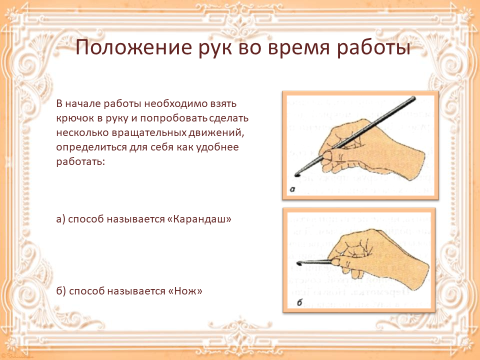 Положение рук во время работы
В начале работы необходимо взять
крючок в руку и попробовать сделать
несколько вращательных движений,
определиться для себя как удобнее
работать:
а) способ называется «Карандаш»
б) способ называется «Нож»
а
б